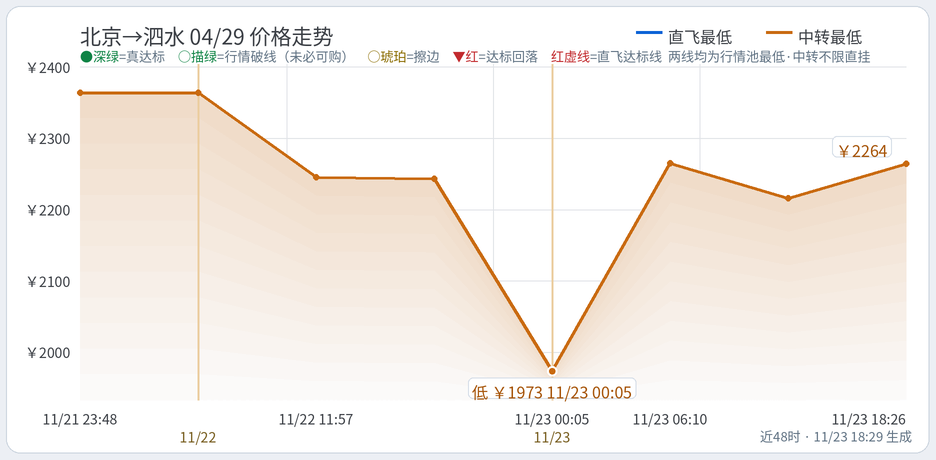 北京→泗水 04/29 价格走势
直飞最低 中转最低
●深绿=真达标 ○描绿=行情破线（未必可购） ○琥珀=擦边 ▼红=达标回落 红虚线=直飞达标线 两线均为行情池最低·中转不限直挂
￥2400
￥2300
￥2264
￥2200
￥2100
￥2000
低 ￥1973 11/23 00:05
11/21 23:48 11/22 11:57 11/23 00:05 11/23 06:10 11/23 18:26
11/22 11/23 近48时 · 11/23 18:29 生成